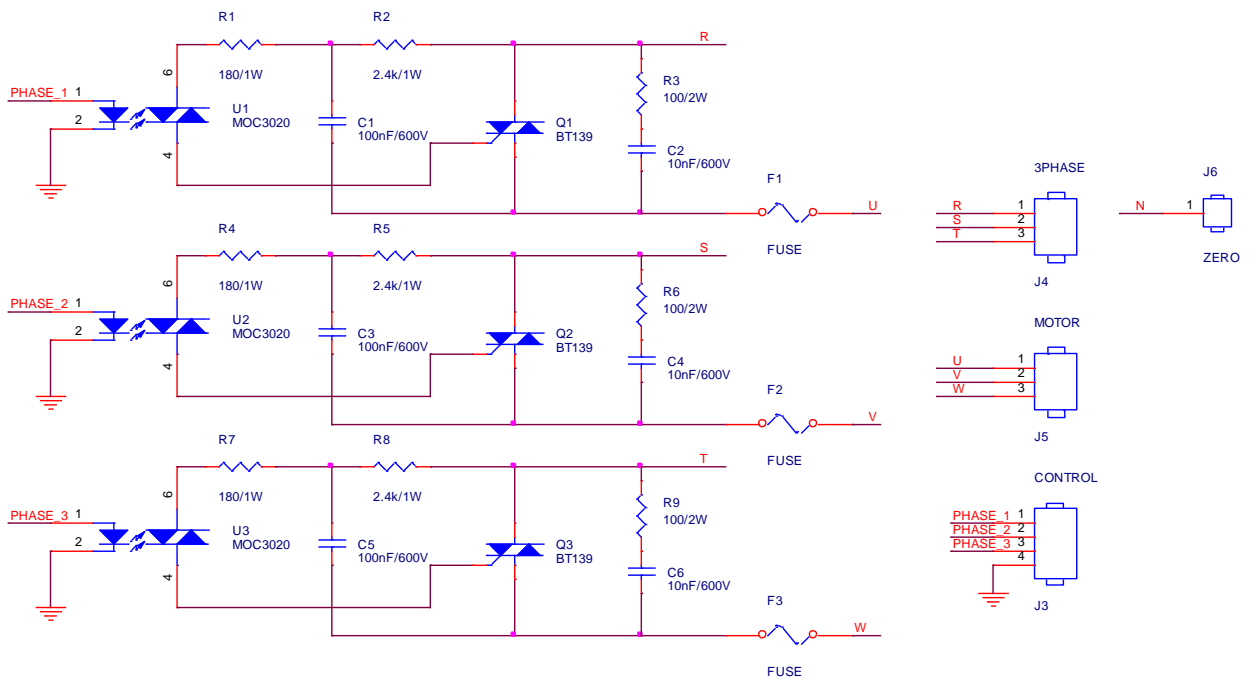 R1
R2
R
180/1W
2.4k/1W
R3
100/2W
6
PHASE_1 1
U1
MOC3020
C1
100nF/600V
Q1
BT139
2
4
C2
10nF/600V
F1
U
FUSE
R4
R5
S
180/1W
2.4k/1W
R6
100/2W
6
PHASE_2 1
U2
MOC3020
C3
100nF/600V
Q2
BT139
2
4
C4
10nF/600V
F2
V
FUSE
R7
R8
T
180/1W
2.4k/1W
R9
100/2W
6
PHASE_3 1
U3
MOC3020
C5
100nF/600V
Q3
BT139
2
4
C6
10nF/600V
F3
W
FUSE
3PHASE
R 1
S 2
T 3
J4
J6
N 1
ZERO
MOTOR
U 1
V 2
W 3
J5
CONTROL
PHASE_1 1
PHASE_2 2
PHASE_3 3
4
J3